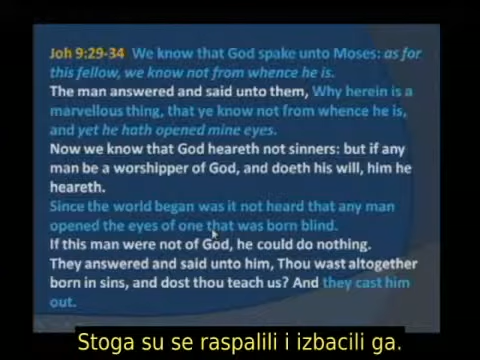 Joh 9:29-34 We know that God spake unto Moses: as for
this fellow, we know not from whence he is.
The man answered and said unto them, Why herein is a
marvellous thing, that ye know not from whence he is,
and yet he hath opened mine eyes.
Now we know that God heareth not sinners: but if any
man be a worshipper of God, and doeth his will, him he
heareth.
Since the world began was it not heard that any man
opened the eyes of one that was born blind.
If this man were not of God, he could do nothing.
They answered and said unto him, Thou wast altogether
born in sins, and dost thou teach us? And they cast him
out.
Stoga su se raspalili i izbacili ga.